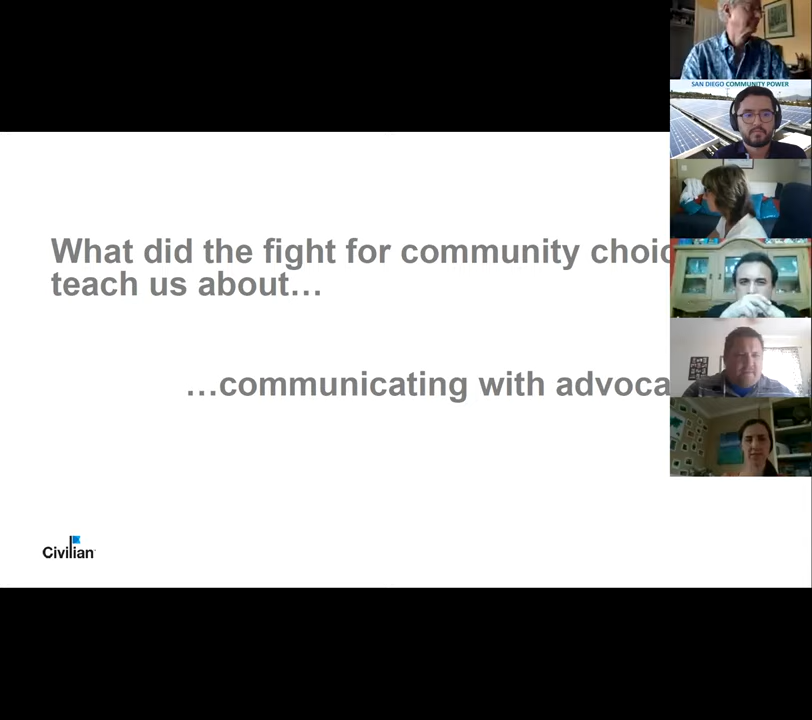 SAN DIEGO COMMUNITY POWER
What did the fight for community choic
teach us about…
…communicating with advoca
Civilian